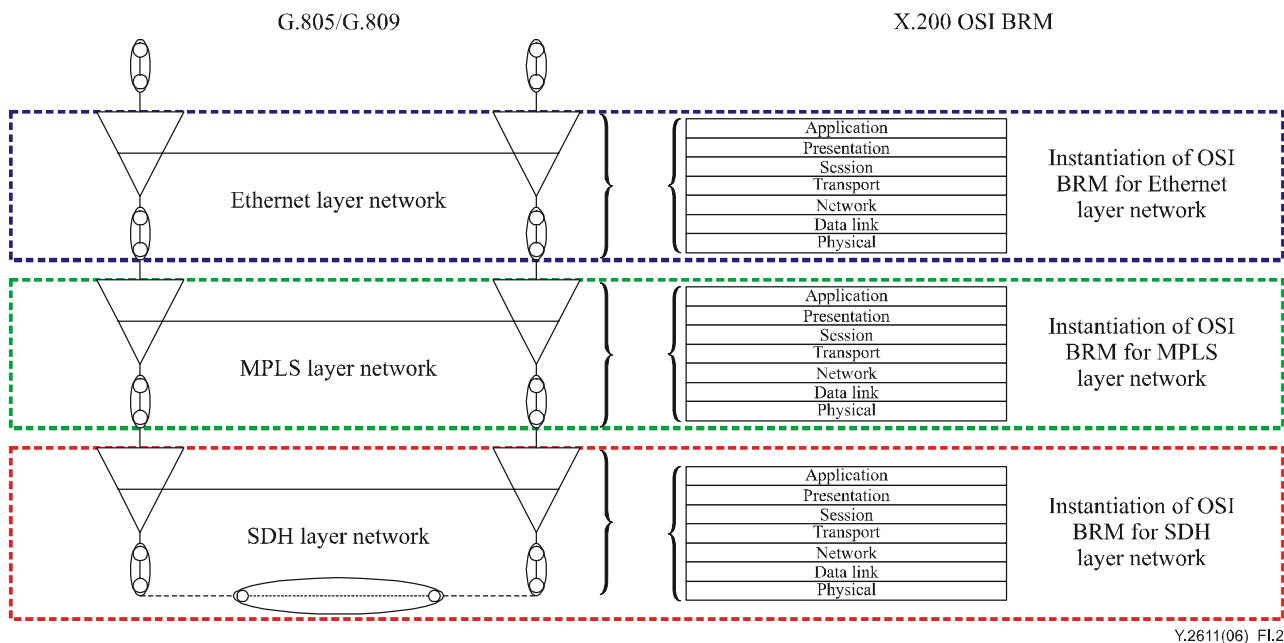 G.805/G.809
X.200 OSI BRM
Ethernet layer network
Application
Presentation
Session
Transport
Network
Data link
Physical
Instantiation of OSI
BRM for Ethernet
layer network
MPLS layer network
Application
Presentation
Session
Transport
Network
Data link
Physical
Instantiation of OSI
BRM for MPLS
layer network
SDH layer network
Application
Presentation
Session
Transport
Network
Data link
Physical
Instantiation of OSI
BRM for SDH
layer network
Y.2611(06)_FI.2